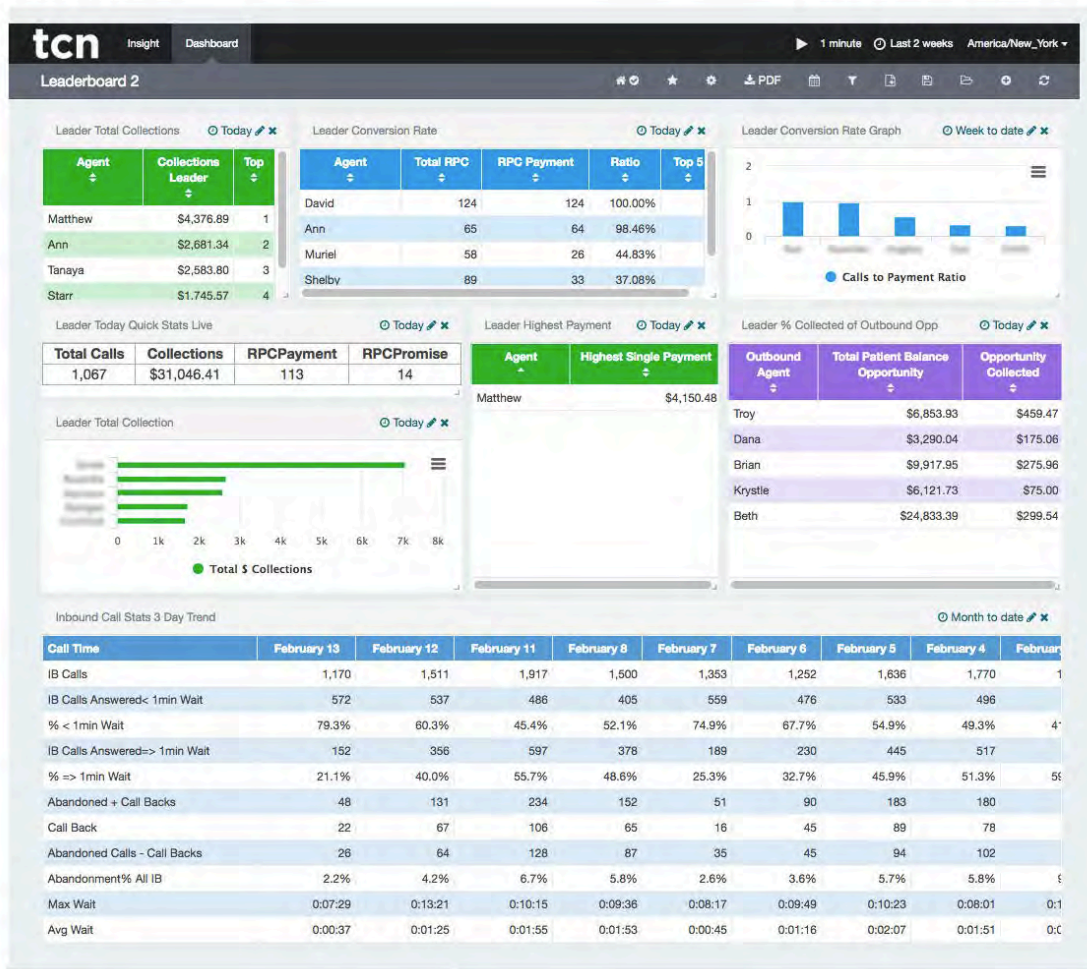 tcn Insight Dashboard 1 minute Last 2 weeks America/New_York
Leaderboard 2 PDF
Leader Total Collections Today
Agent Collections Leader Top
Matthew $4,376.89 1
Ann $2,681.34 2
Tanaya $2,583.80 3
Starr $1,745.57 4
Leader Conversion Rate Today
Agent Total RPC RPC Payment Ratio Top 5
David 124 124 100.00%
Ann 65 64 98.46%
Muriel 58 26 44.83%
Shelby 89 33 37.08%
Leader Conversion Rate Graph Week to date
2
1
0
Calls to Payment Ratio
Leader Today Quick Stats Live Today
Total Calls Collections RPCPayment RPCPromise
1,067 $31,046.41 113 14
Leader Total Collection Today
0 1k 2k 3k 4k 5k 6k 7k 8k
Total $ Collections
Leader Highest Payment Today
Agent Highest Single Payment
Matthew $4,150.48
Leader % Collected of Outbound Opp Today
Outbound Agent Total Patient Balance Opportunity Opportunity Collected
Troy $6,853.93 $459.47
Dana $3,290.04 $175.06
Brian $9,917.95 $275.96
Krystle $6,121.73 $75.00
Beth $24,833.39 $299.54
Inbound Call Stats 3 Day Trend Month to date
Call Time February 13 February 12 February 11 February 8 February 7 February 6 February 5 February 4
IB Calls 1,170 1,511 1,917 1,500 1,353 1,252 1,636 1,770
IB Calls Answered< 1min Wait 572 537 486 405 559 476 533 496
% < 1min Wait 79.3% 60.3% 45.4% 52.1% 74.9% 67.7% 54.9% 49.3%
IB Calls Answered=> 1min Wait 152 356 597 378 189 230 445 517
% => 1min Wait 21.1% 40.0% 55.7% 48.6% 25.3% 32.7% 45.9% 51.3%
Abandoned + Call Backs 48 131 234 152 51 90 183 180
Call Back 22 67 106 65 16 45 89 78
Abandoned Calls - Call Backs 26 64 128 87 35 45 94 102
Abandonment% All IB 2.2% 4.2% 6.7% 5.8% 2.6% 3.6% 5.7% 5.8%
Max Wait 0:07:29 0:13:21 0:10:15 0:09:36 0:08:17 0:09:49 0:10:23 0:08:01
Avg Wait 0:00:37 0:01:25 0:01:55 0:01:53 0:00:45 0:01:16 0:02:07 0:01:51